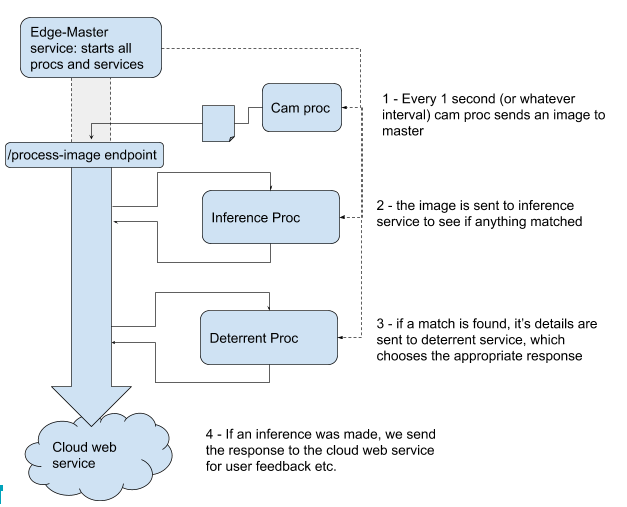 Edge-Master
service: starts all
procs and services
Cam proc
1 - Every 1 second (or whatever
interval) cam proc sends an image to
master
/process-image endpoint
Inference Proc
2 - the image is sent to inference
service to see if anything matched
Deterrent Proc
3 - if a match is found, it's details are
sent to deterrent service, which
chooses the appropriate response
4 - If an inference was made, we send
the response to the cloud web service
for user feedback etc.
Cloud web
service